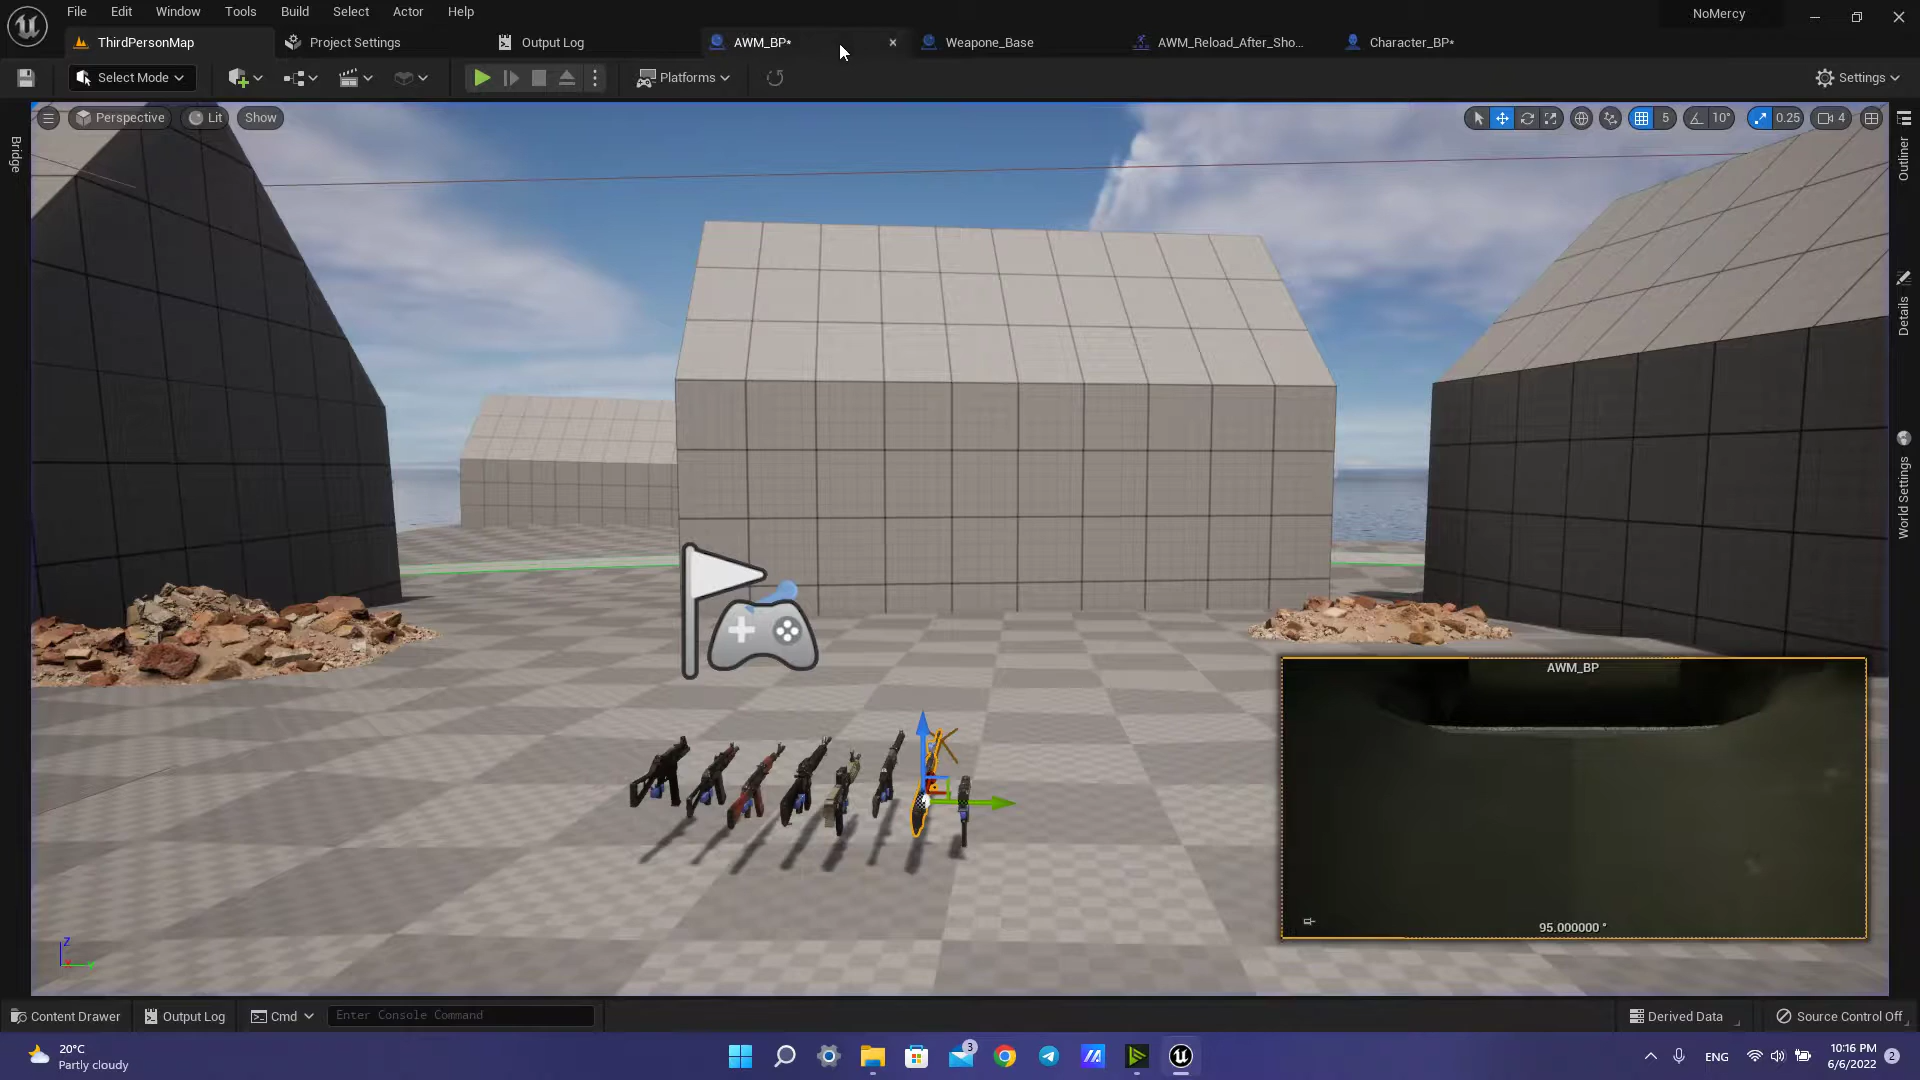 File Edit Window Tools Build Select Actor Help
NoMercy
ThirdPersonMap
Project Settings
Output Log
AWM_BP*
Weapone_Base
AWM_Reload_After_Sho...
Character_BP*
Select Mode
Platforms
Settings
Perspective
Lit
Show
5
10°
0.25
4
Bridge
Outliner
Details
World Settings
AWM_BP
95.000000 °
Z
Content Drawer
Output Log
Cmd
Enter Console Command
Derived Data
Source Control Off
20°C
Partly cloudy
3
ENG
10:16 PM
6/6/2022
2